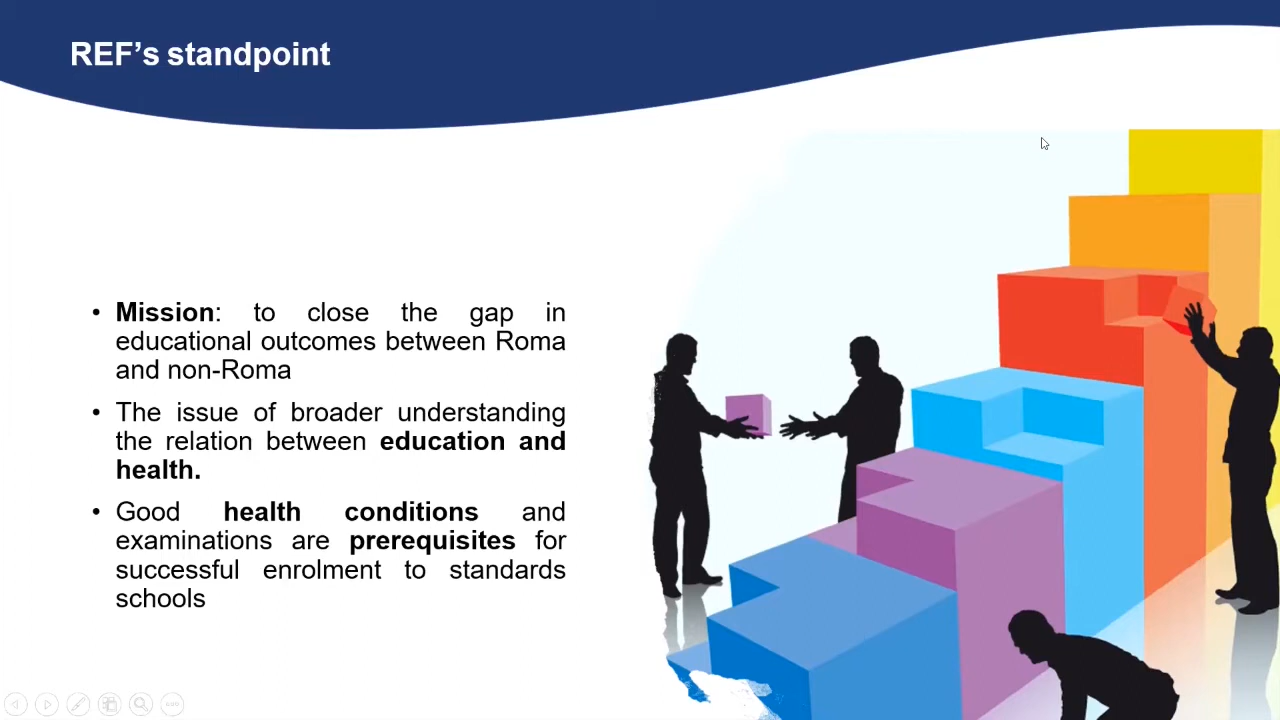 REF’s standpoint
• Mission: to close the gap in
educational outcomes between Roma
and non-Roma
• The issue of broader understanding
the relation between education and
health.
• Good health conditions and
examinations are prerequisites for
successful enrolment to standards
schools